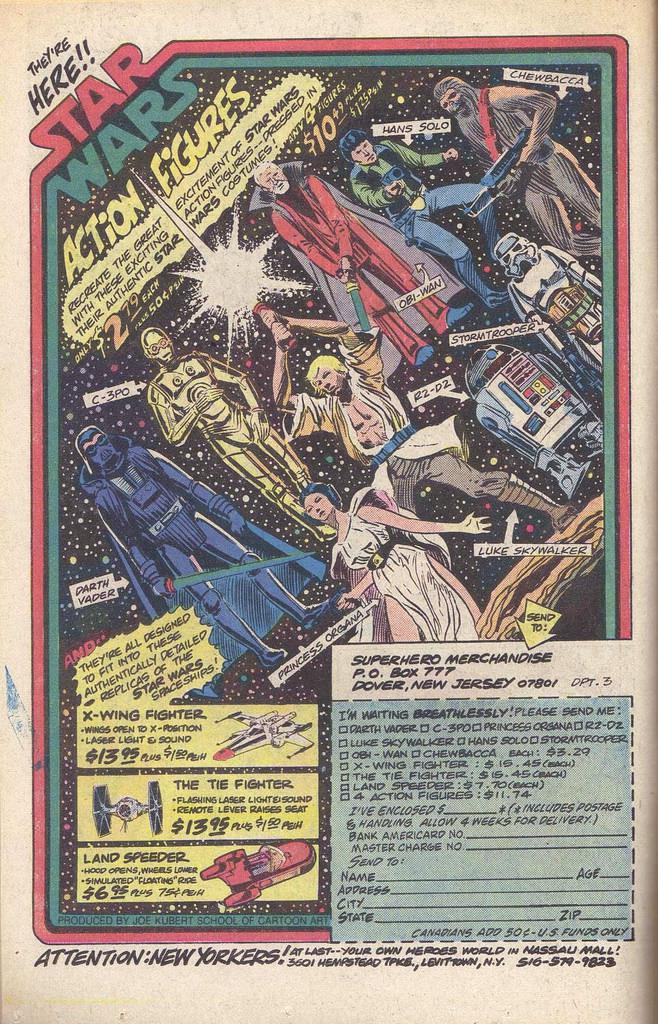 THEY'RE
HERE!!
STAR
WARS
ACTION FIGURES
RECREATE THE GREAT EXCITEMENT OF STAR WARS
WITH THESE EXCITING ACTION FIGURES--DRESSED IN
THEIR AUTHENTIC STAR WARS COSTUMES!
ONLY $2.79 EACH
PLUS 50¢ P&H
4 FIGURES
$10.49 PLUS
$1.25 P&H
CHEWBACCA
HANS SOLO
OBI-WAN
STORMTROOPER
C-3PO
R2-D2
LUKE SKYWALKER
DARTH
VADER
PRINCESS ORGANA
AND...
THEY'RE ALL DESIGNED
TO FIT INTO THESE
AUTHENTICALLY DETAILED
REPLICAS OF THE
STAR WARS
SPACESHIPS!
X-WING FIGHTER
•WINGS OPEN TO X-POSITION
•LASER LIGHT & SOUND
$13.95 PLUS $1.50 P&H
THE TIE FIGHTER
•FLASHING LASER LIGHT & SOUND
•REMOTE LEVER RAISES SEAT
$13.95 PLUS $1.50 P&H
LAND SPEEDER
•HOOD OPENS, WHEELS LOWER
•SIMULATED "FLOATING" RIDE
$6.95 PLUS 75¢ P&H
PRODUCED BY JOE KUBERT SCHOOL OF CARTOON ART
SEND
TO:
SUPERHERO MERCHANDISE
P.O. BOX 777
DOVER, NEW JERSEY 07801 DPT. 3
I'M WAITING BREATHLESSLY! PLEASE SEND ME:
□DARTH VADER □C-3PO □PRINCESS ORGANA □R2-D2
□LUKE SKYWALKER □HANS SOLO □STORMTROOPER
□OBI-WAN □CHEWBACCA EACH: $3.29
□X-WING FIGHTER: $15.45 (EACH)
□THE TIE FIGHTER: $15.45 (EACH)
□LAND SPEEDER: $7.70 (EACH)
□4 ACTION FIGURES: $11.74
I'VE ENCLOSED $ *(*INCLUDES POSTAGE
& HANDLING. ALLOW 4 WEEKS FOR DELIVERY.)
BANK AMERICARD NO.
MASTER CHARGE NO.
SEND TO:
NAME AGE
ADDRESS
CITY
STATE ZIP
CANADIANS ADD 50¢-U.S. FUNDS ONLY
ATTENTION: NEW YORKERS! AT LAST--YOUR OWN HEROES WORLD IN NASSAU MALL!
3601 HEMPSTEAD TPKE., LEVITTOWN, N.Y. 516-579-9823